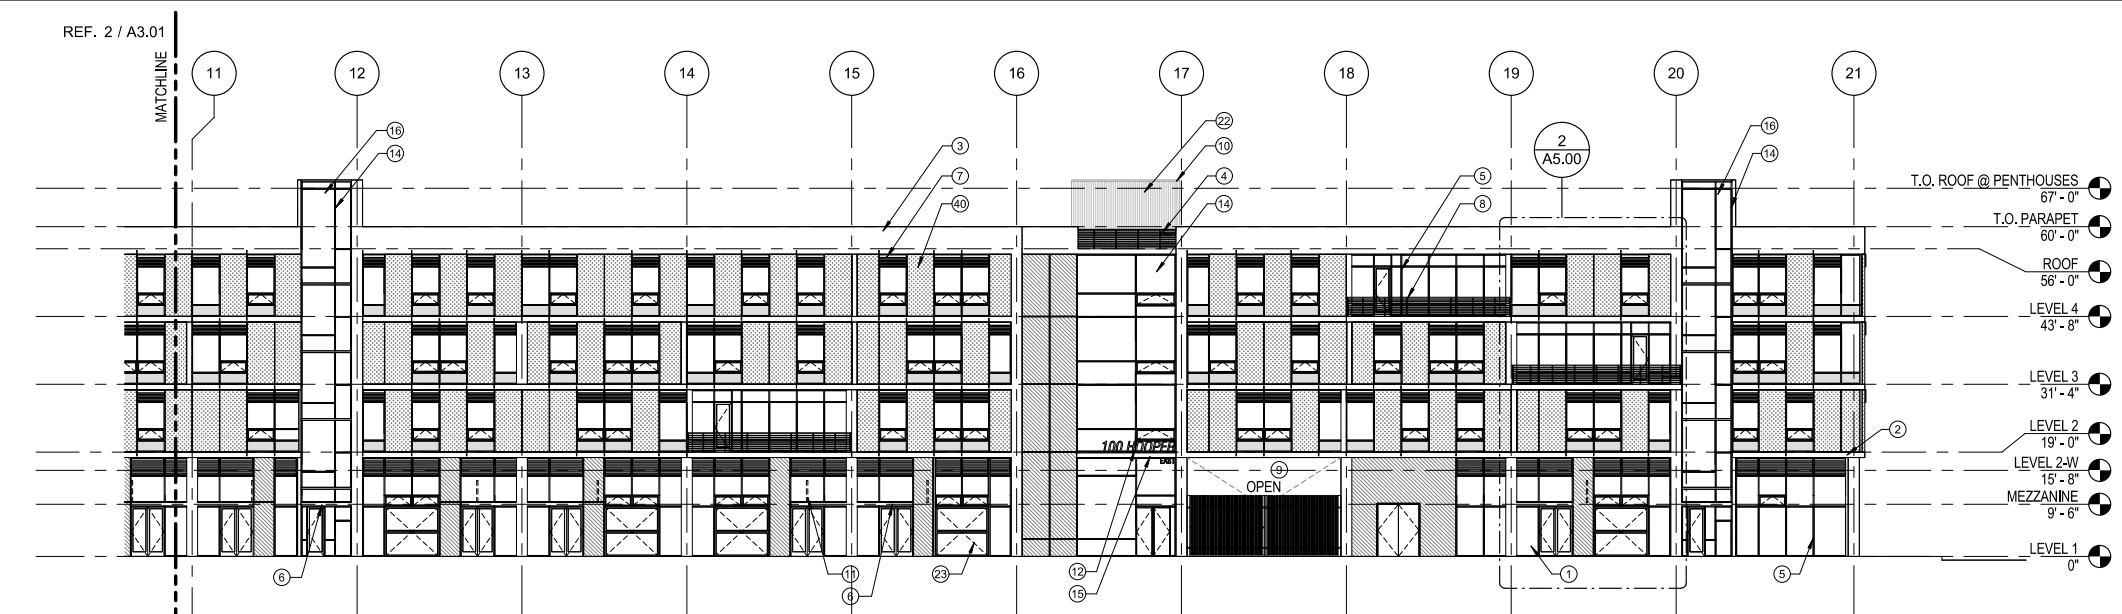 REF. 2 / A3.01
MATCHLINE
11
12
13
14
15
16
17
18
19
20
21
16
14
3
7
40
22
10
4
14
5
8
2
A5.00
16
14
T.O. ROOF @ PENTHOUSES
67' - 0"
T.O. PARAPET
60' - 0"
ROOF
56' - 0"
LEVEL 4
43' - 8"
LEVEL 3
31' - 4"
LEVEL 2
19' - 0"
LEVEL 2-W
15' - 8"
MEZZANINE
9' - 6"
LEVEL 1
0"
2
100 HOOPER
EAST
9
OPEN
6
11
6
23
12
15
1
5